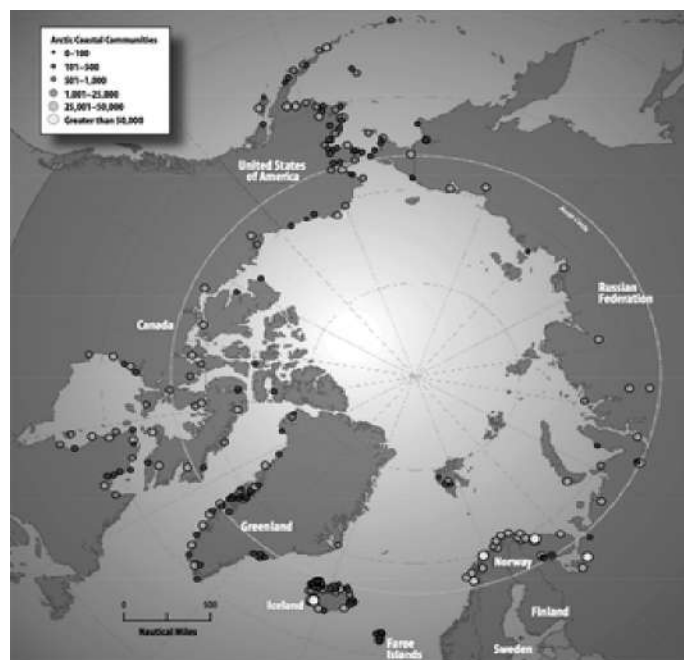 Arctic Coastal Communities
0–100
101–500
501–1,000
1,001–25,000
25,001–50,000
Greater than 50,000
United States
of America
Arctic Circle
Russian
Federation
Canada
Greenland
Norway
Iceland
Finland
0 500
Nautical Miles
Faroe
Islands
Sweden